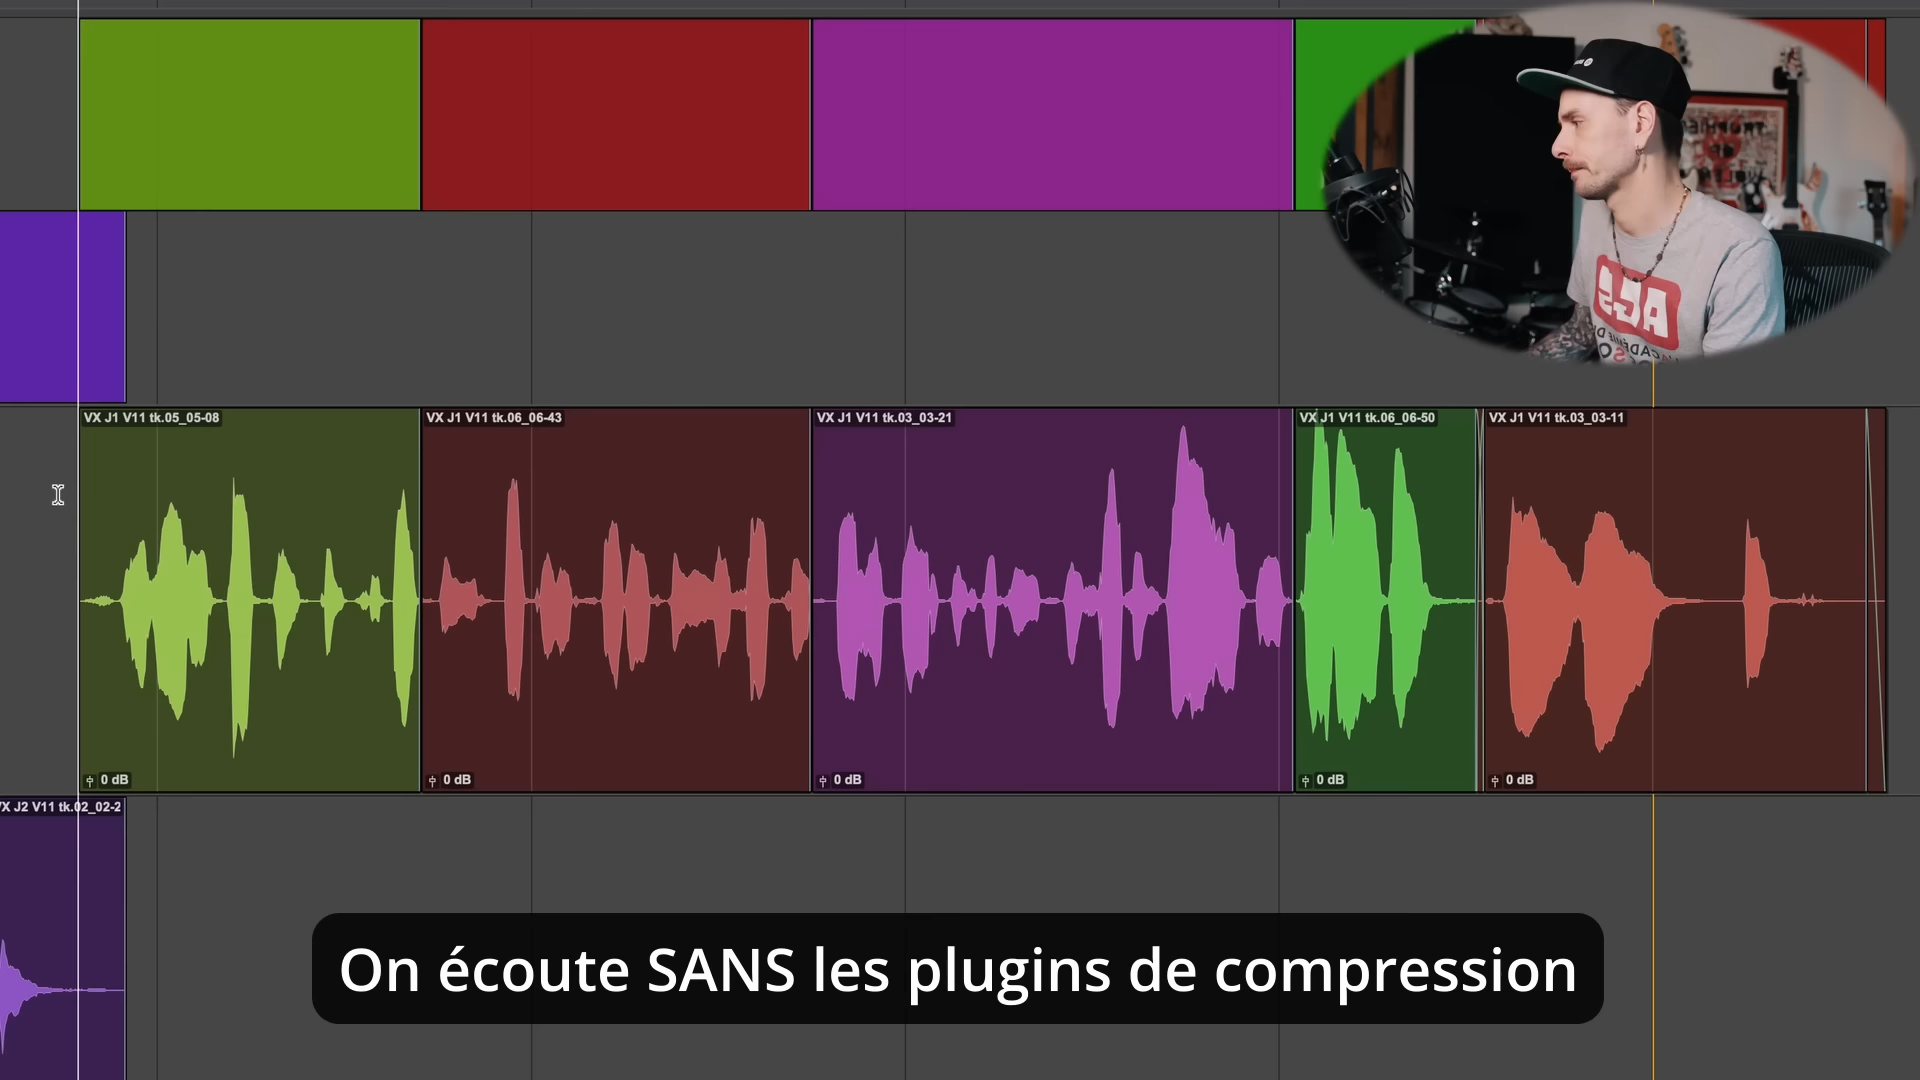 VX J1 V11 tk.05_05-08
VX J1 V11 tk.06_06-43
VX J1 V11 tk.03_03-21
VX J1 V11 tk.06_06-50
VX J1 V11 tk.03_03-11
0 dB
0 dB
0 dB
0 dB
0 dB
VX J2 V11 tk.02_02-2
On écoute SANS les plugins de compression